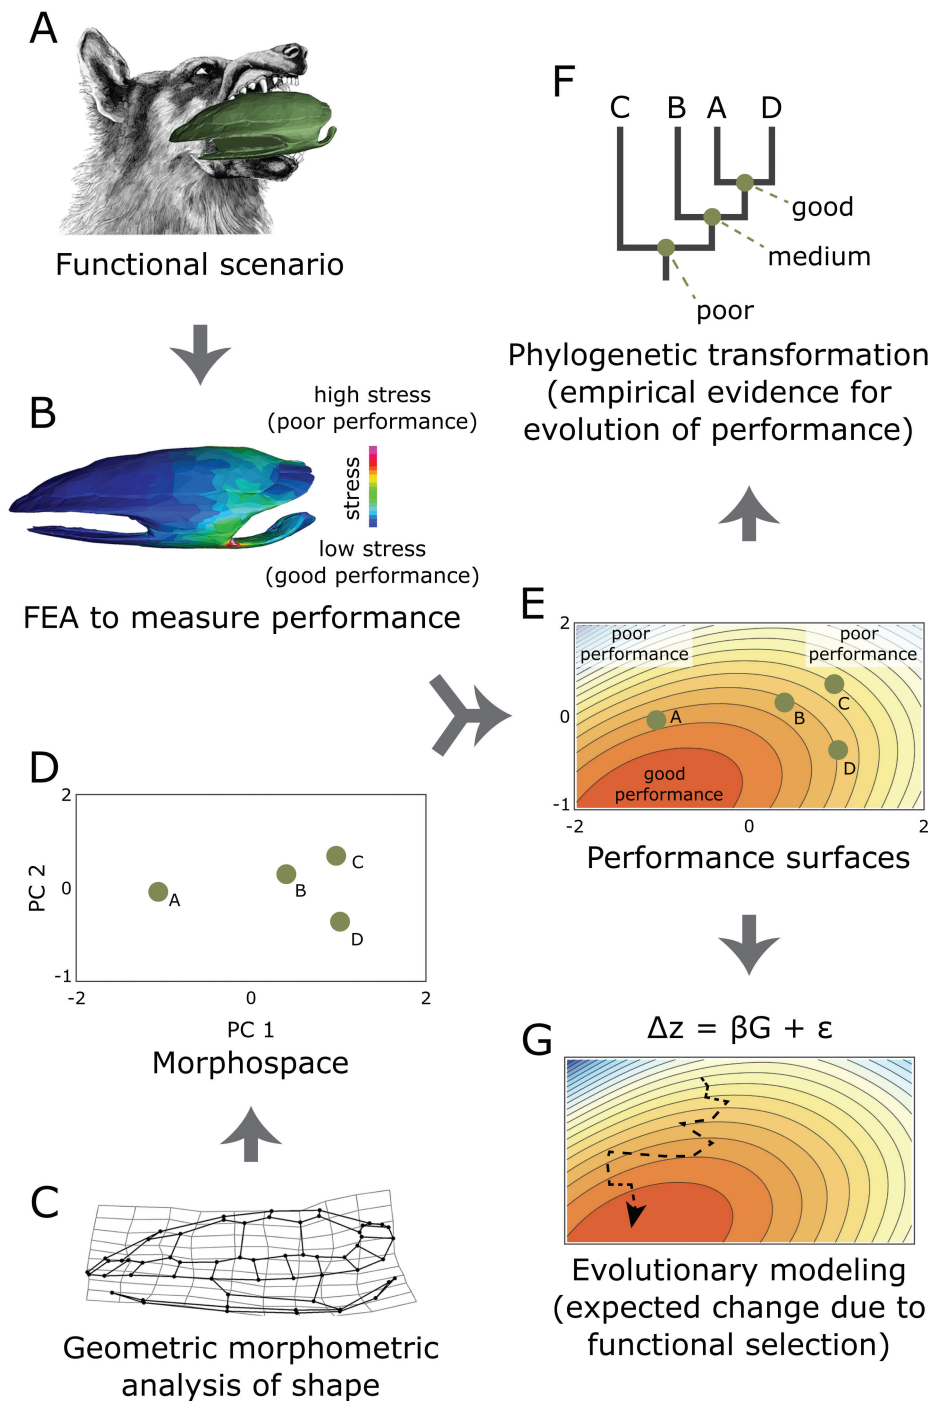 A
Functional scenario
B
high stress
(poor performance)
stress
low stress
(good performance)
FEA to measure performance
D
2
0
-1
PC 2
A
B
C
D
-2
0
2
PC 1
Morphospace
C
Geometric morphometric
analysis of shape
F
C B A D
good
medium
poor
Phylogenetic transformation
(empirical evidence for
evolution of performance)
E
2
0
-1
poor
performance
poor
performance
A
B
C
D
good
performance
-2
0
2
Performance surfaces
Δz = βG + ε
G
Evolutionary modeling
(expected change due to
functional selection)